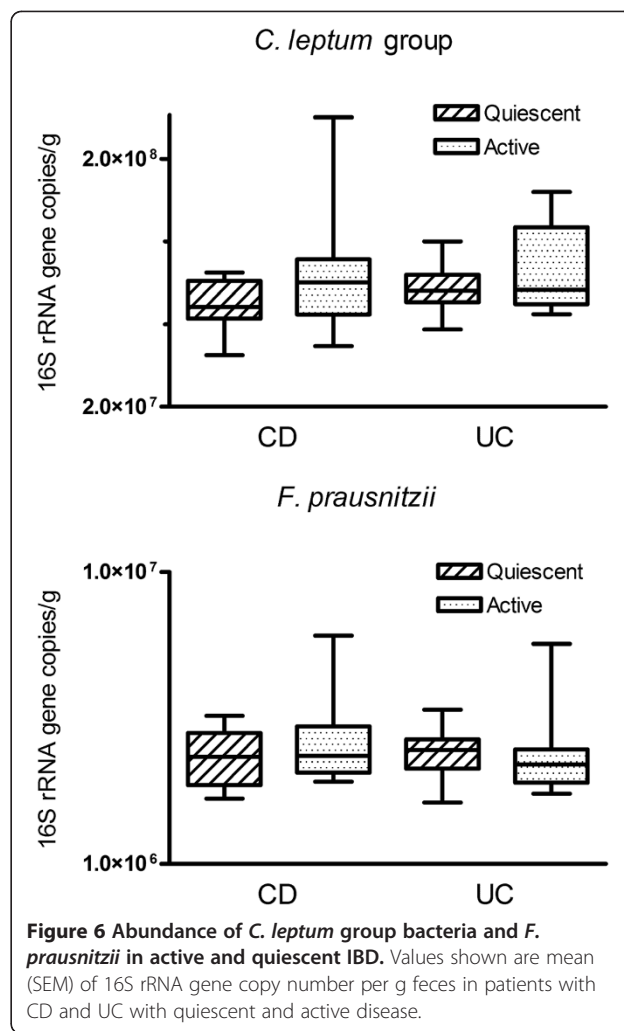 C. leptum group
16S rRNA gene copies/g
Quiescent
Active
2.0×10⁸
2.0×10⁷
CD UC
F. prausnitzii
16S rRNA gene copies/g
Quiescent
Active
1.0×10⁷
1.0×10⁶
CD UC
Figure 6 Abundance of C. leptum group bacteria and F.
prausnitzii in active and quiescent IBD. Values shown are mean
(SEM) of 16S rRNA gene copy number per g feces in patients with
CD and UC with quiescent and active disease.